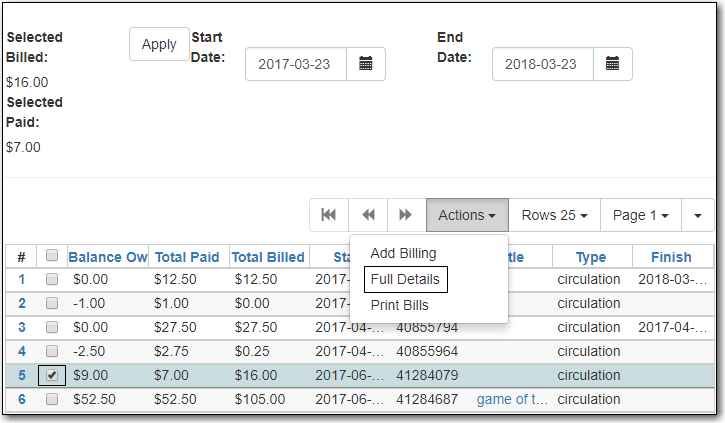 Selected Billed:
$16.00
Selected Paid:
$7.00
Apply
Start Date:
2017-03-23
End Date:
2018-03-23
Actions
Rows 25
Page 1
Add Billing
Full Details
Print Bills
# Balance Ow Total Paid Total Billed Sta tle Type Finish
1 $0.00 $12.50 $12.50 2017-0 circulation 2018-03-...
2 -1.00 $1.00 $0.00 2017-0 circulation
3 $0.00 $27.50 $27.50 2017-04-... 40855794 circulation 2017-04-...
4 -2.50 $2.75 $0.25 2017-04-... 40855964 circulation
5 $9.00 $7.00 $16.00 2017-06-... 41284079 circulation
6 $52.50 $52.50 $105.00 2017-06-... 41284687 game of t... circulation